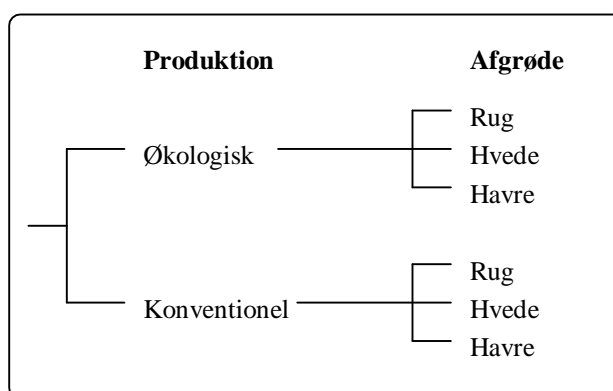 Produktion Afgrøde
Rug
Økologisk Hvede
Havre
Rug
Konventionel Hvede
Havre